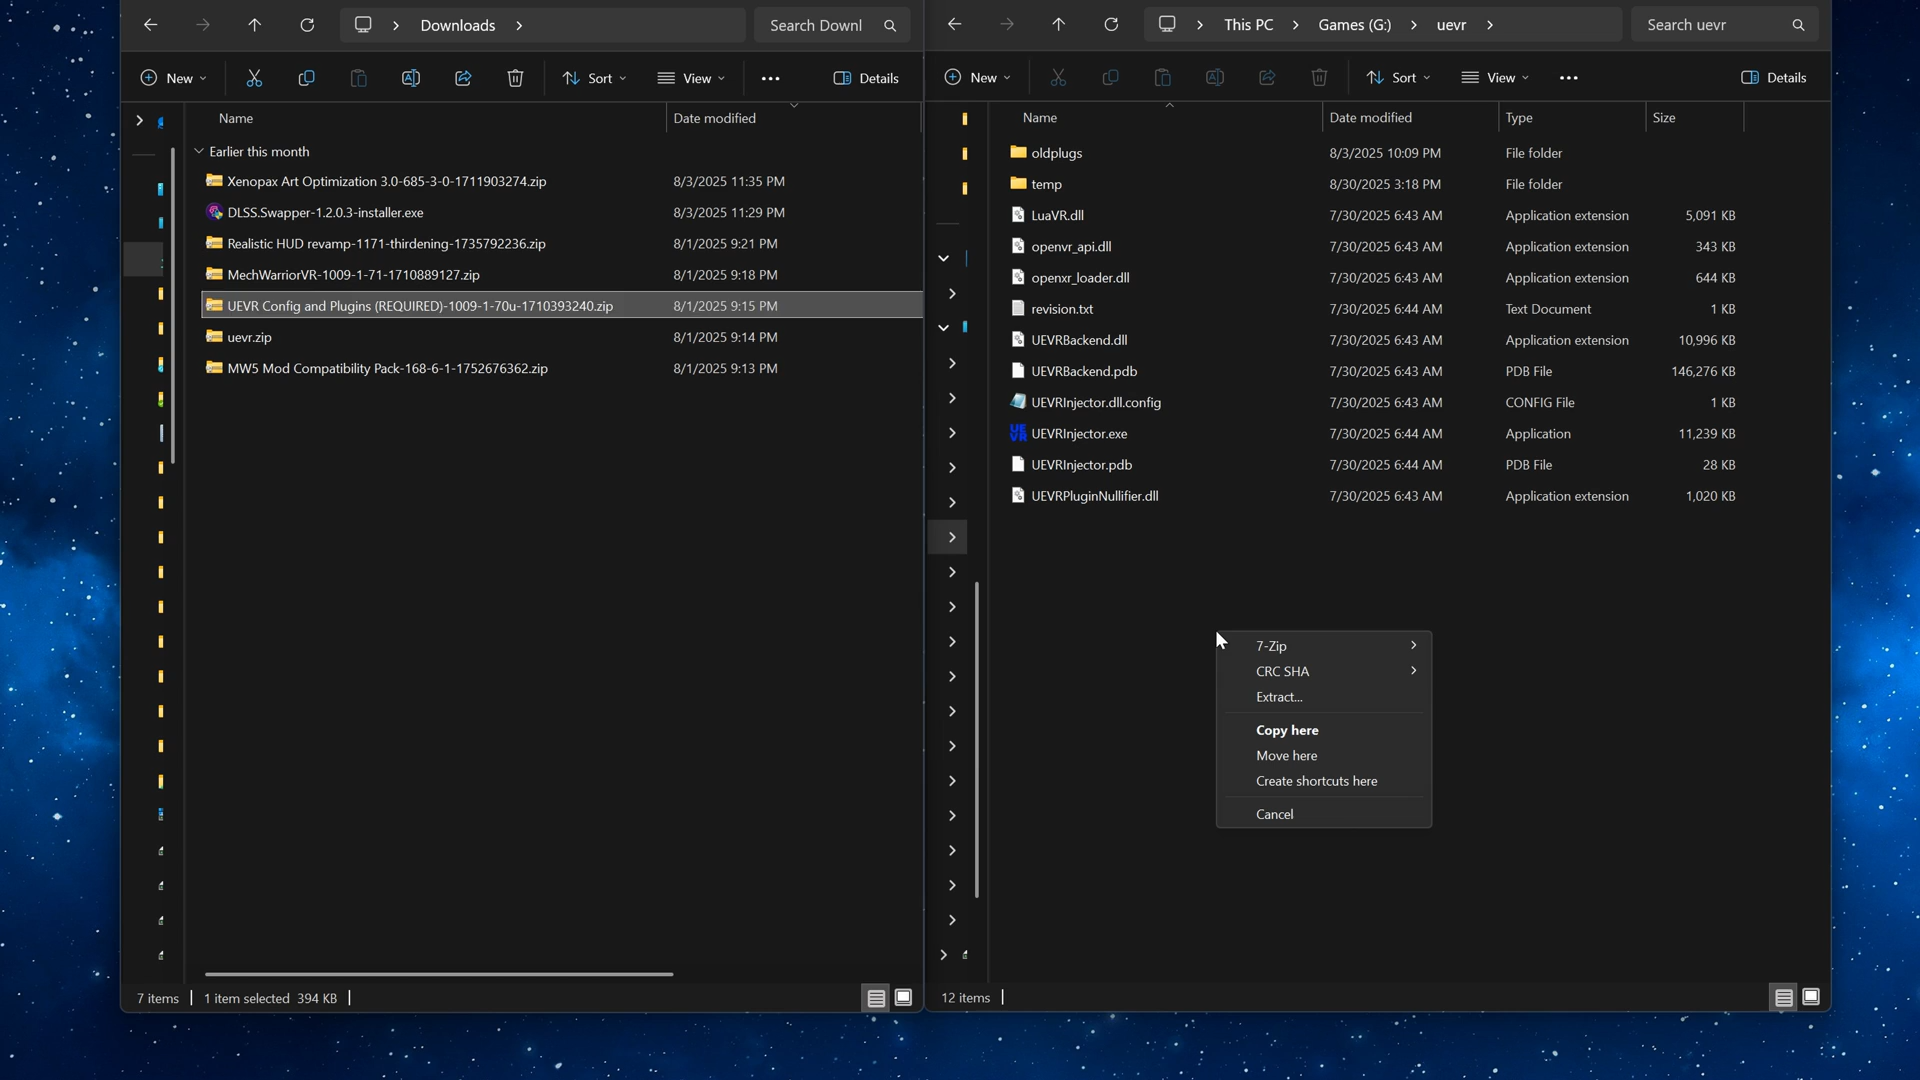 Downloads
Search Downl
New
Sort
View
Details
Name
Date modified
Earlier this month
Xenopax Art Optimization 3.0-685-3-0-1711903274.zip
8/3/2025 11:35 PM
DLSS.Swapper-1.2.0.3-installer.exe
8/3/2025 11:29 PM
Realistic HUD revamp-1171-thirdening-1735792236.zip
8/1/2025 9:21 PM
MechWarriorVR-1009-1-71-1710889127.zip
8/1/2025 9:18 PM
UEVR Config and Plugins (REQUIRED)-1009-1-70u-1710393240.zip
8/1/2025 9:15 PM
uevr.zip
8/1/2025 9:14 PM
MW5 Mod Compatibility Pack-168-6-1-1752676362.zip
8/1/2025 9:13 PM
7 items
1 item selected 394 KB
This PC
Games (G:)
uevr
Search uevr
New
Sort
View
Details
Name
Date modified
Type
Size
oldplugs
8/3/2025 10:09 PM
File folder
temp
8/30/2025 3:18 PM
File folder
LuaVR.dll
7/30/2025 6:43 AM
Application extension
5,091 KB
openvr_api.dll
7/30/2025 6:43 AM
Application extension
343 KB
openxr_loader.dll
7/30/2025 6:43 AM
Application extension
644 KB
revision.txt
7/30/2025 6:44 AM
Text Document
1 KB
UEVRBackend.dll
7/30/2025 6:43 AM
Application extension
10,996 KB
UEVRBackend.pdb
7/30/2025 6:43 AM
PDB File
146,276 KB
UEVRInjector.dll.config
7/30/2025 6:43 AM
CONFIG File
1 KB
UEVRInjector.exe
7/30/2025 6:44 AM
Application
11,239 KB
UEVRInjector.pdb
7/30/2025 6:44 AM
PDB File
28 KB
UEVRPluginNullifier.dll
7/30/2025 6:43 AM
Application extension
1,020 KB
7-Zip
CRC SHA
Extract...
Copy here
Move here
Create shortcuts here
Cancel
12 items